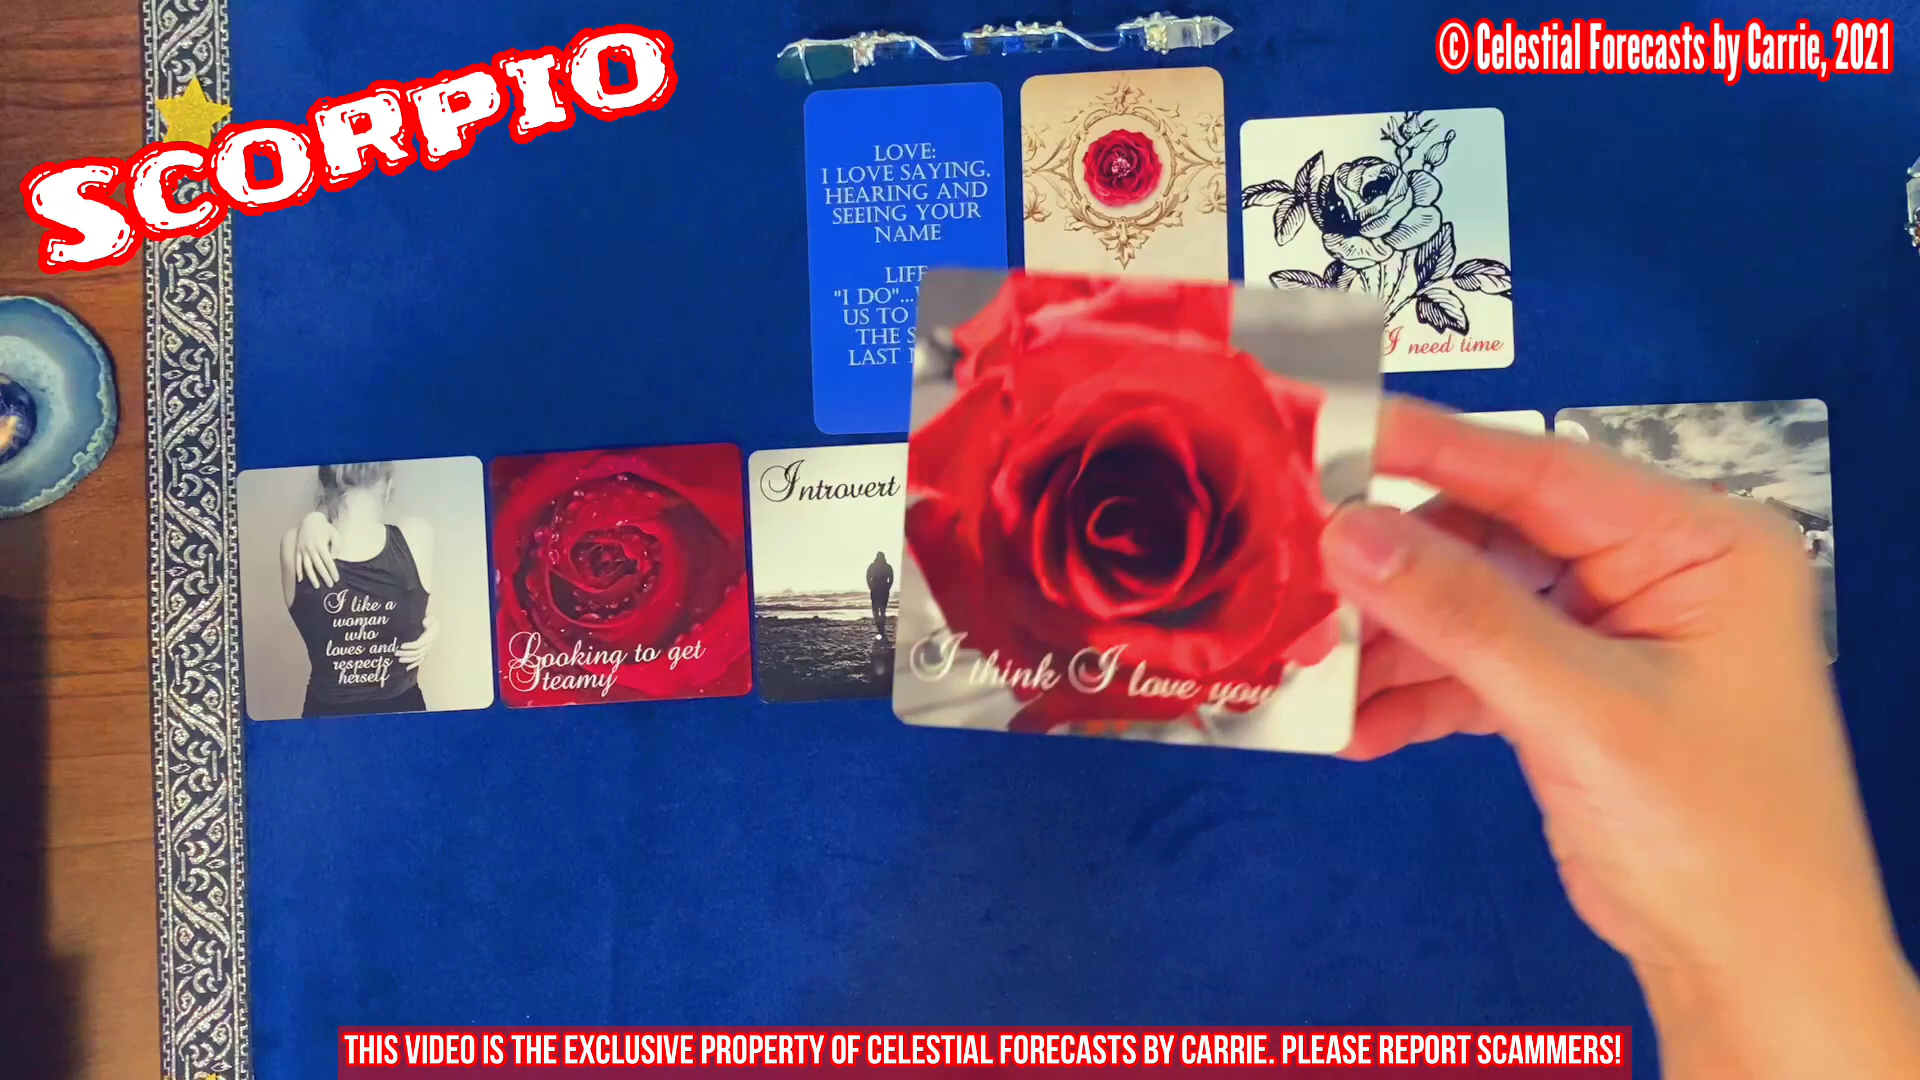 SCORPIO
© Celestial Forecasts by Carrie, 2021
LOVE:
I LOVE SAYING,
HEARING AND
SEEING YOUR
NAME
LIFE
"I DO"...
US TO
THE
LAST
I need time
I like a
woman
who
loves and
respects
herself
Looking to get
Steamy
Introvert
I think I love you
THIS VIDEO IS THE EXCLUSIVE PROPERTY OF CELESTIAL FORECASTS BY CARRIE. PLEASE REPORT SCAMMERS!